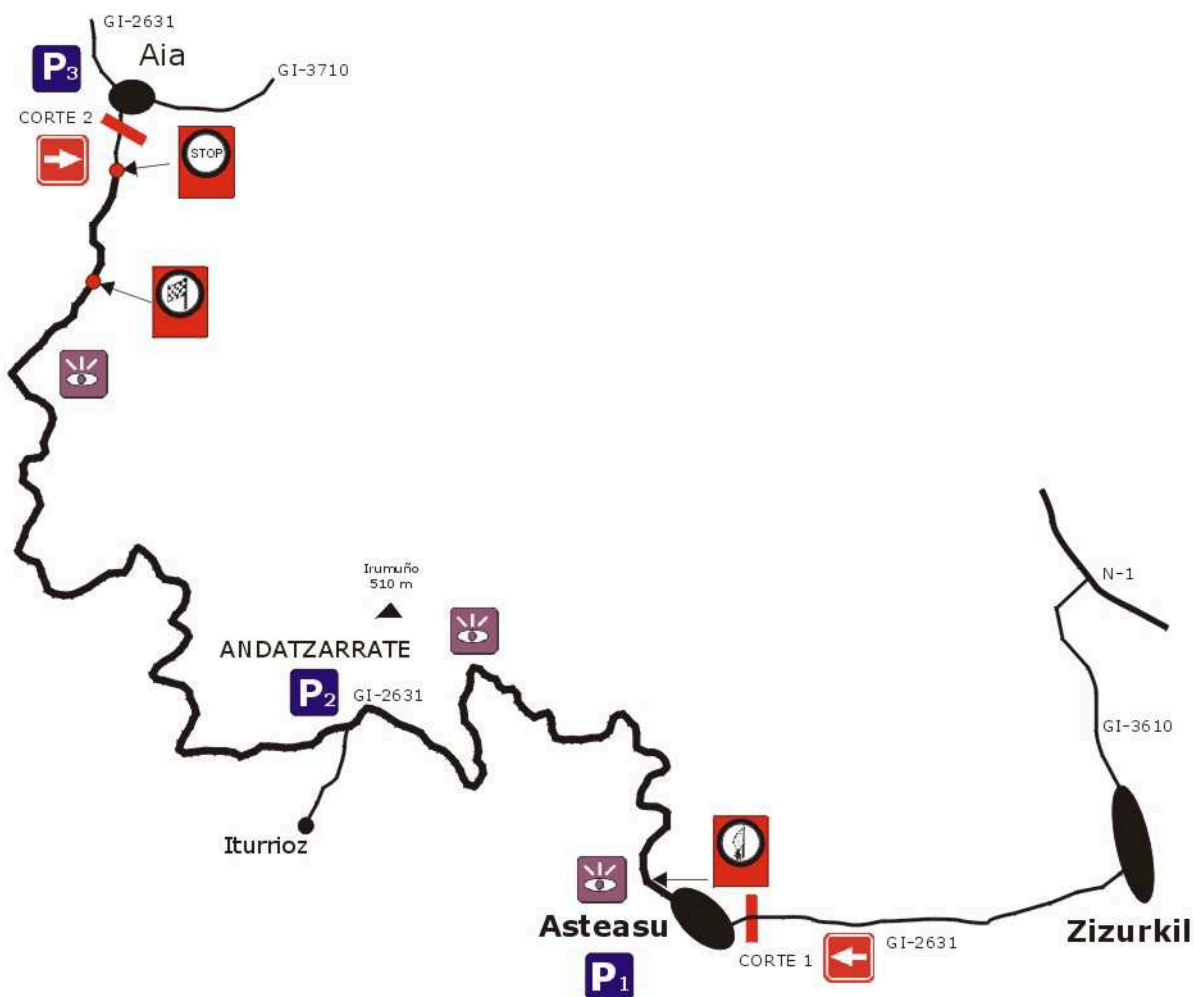 GI-2631
Aia
P3
GI-3710
CORTE 2
STOP
Irumuño
510 m
ANDATZARRATE
P2
GI-2631
N-1
GI-3610
Iturrioz
Asteasu
P1
CORTE 1
GI-2631
Zizurkil